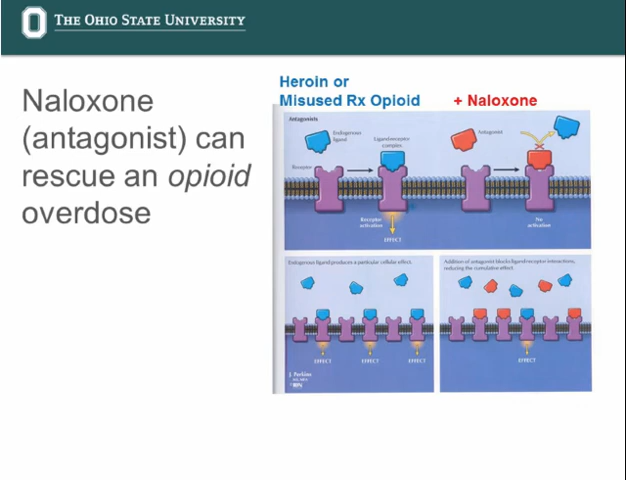 THE OHIO STATE UNIVERSITY
Naloxone
(antagonist) can
rescue an opioid
overdose
Heroin or
Misused Rx Opioid
+ Naloxone
Antagonists
Endogenous
ligand
Ligand-receptor
complex
Receptor
Receptor
activation
EFFECT
Antagonist
No
activation
Endogenous ligand produces a particular cellular effect.
EFFECT
EFFECT
EFFECT
J. Perkins
Addition of antagonist blocks ligand-receptor interactions,
reducing the cumulative effect.
EFFECT